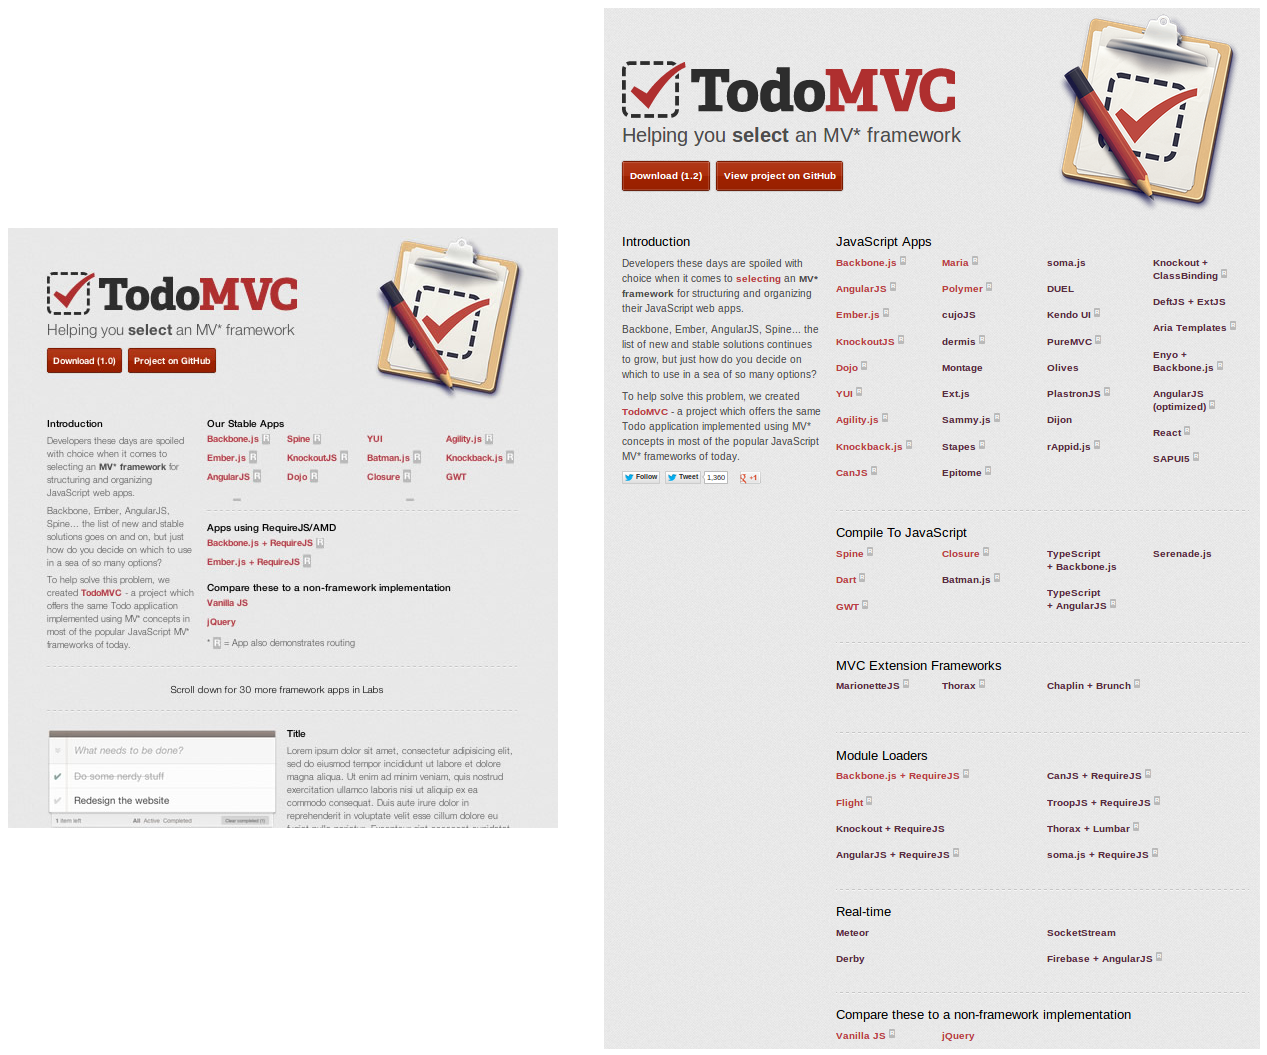 TodoMVC
Helping you select an MV* framework
Download (1.0)
Project on GitHub
Introduction
Developers these days are spoiled
with choice when it comes to
selecting an MV* framework for
structuring and organizing
JavaScript web apps.
Backbone, Ember, AngularJS,
Spine... the list of new and stable
solutions goes on and on, but just
how do you decide on which to use
in a sea of so many options?
To help solve this problem, we
created TodoMVC - a project which
offers the same Todo application
implemented using MV* concepts in
most of the popular JavaScript MV*
frameworks of today.
Our Stable Apps
Backbone.js Spine YUI Agility.js
Ember.js KnockoutJS Batman.js Knockback.js
AngularJS Dojo Closure GWT
Apps using RequireJS/AMD
Backbone.js + RequireJS
Ember.js + RequireJS
Compare these to a non-framework implementation
Vanilla JS
jQuery
* = App also demonstrates routing
Scroll down for 30 more framework apps in Labs
What needs to be done?
Do some nerdy stuff
Redesign the website
1 item left All Active Completed Clear completed (1)
Title
Lorem ipsum dolor sit amet, consectetur adipisicing elit,
sed do eiusmod tempor incididunt ut labore et dolore
magna aliqua. Ut enim ad minim veniam, quis nostrud
exercitation ullamco laboris nisi ut aliquip ex ea
commodo consequat. Duis aute irure dolor in
reprehenderit in voluptate velit esse cillum dolore eu
TodoMVC
Helping you select an MV* framework
Download (1.2)
View project on GitHub
Introduction
Developers these days are spoiled with
choice when it comes to selecting an MV*
framework for structuring and organizing
their JavaScript web apps.
Backbone, Ember, AngularJS, Spine... the
list of new and stable solutions continues
to grow, but just how do you decide on
which to use in a sea of so many options?
To help solve this problem, we created
TodoMVC - a project which offers the same
Todo application implemented using MV*
concepts in most of the popular JavaScript
MV* frameworks of today.
Follow Tweet 1,360 +1
JavaScript Apps
Backbone.js
AngularJS
Ember.js
KnockoutJS
Dojo
YUI
Agility.js
Knockback.js
CanJS
Maria
Polymer
cujoJS
dermis
Montage
Ext.js
Sammy.js
Stapes
Epitome
soma.js
DUEL
Kendo UI
PureMVC
Olives
PlastronJS
Dijon
rAppid.js
Knockout +
ClassBinding
DeftJS + ExtJS
Aria Templates
Enyo +
Backbone.js
AngularJS
(optimized)
React
SAPUI5
Compile To JavaScript
Spine
Dart
GWT
Closure
Batman.js
TypeScript
+ Backbone.js
TypeScript
+ AngularJS
Serenade.js
MVC Extension Frameworks
MarionetteJS Thorax Chaplin + Brunch
Module Loaders
Backbone.js + RequireJS
Flight
Knockout + RequireJS
AngularJS + RequireJS
CanJS + RequireJS
TroopJS + RequireJS
Thorax + Lumbar
soma.js + RequireJS
Real-time
Meteor
Derby
SocketStream
Firebase + AngularJS
Compare these to a non-framework implementation
Vanilla JS jQuery